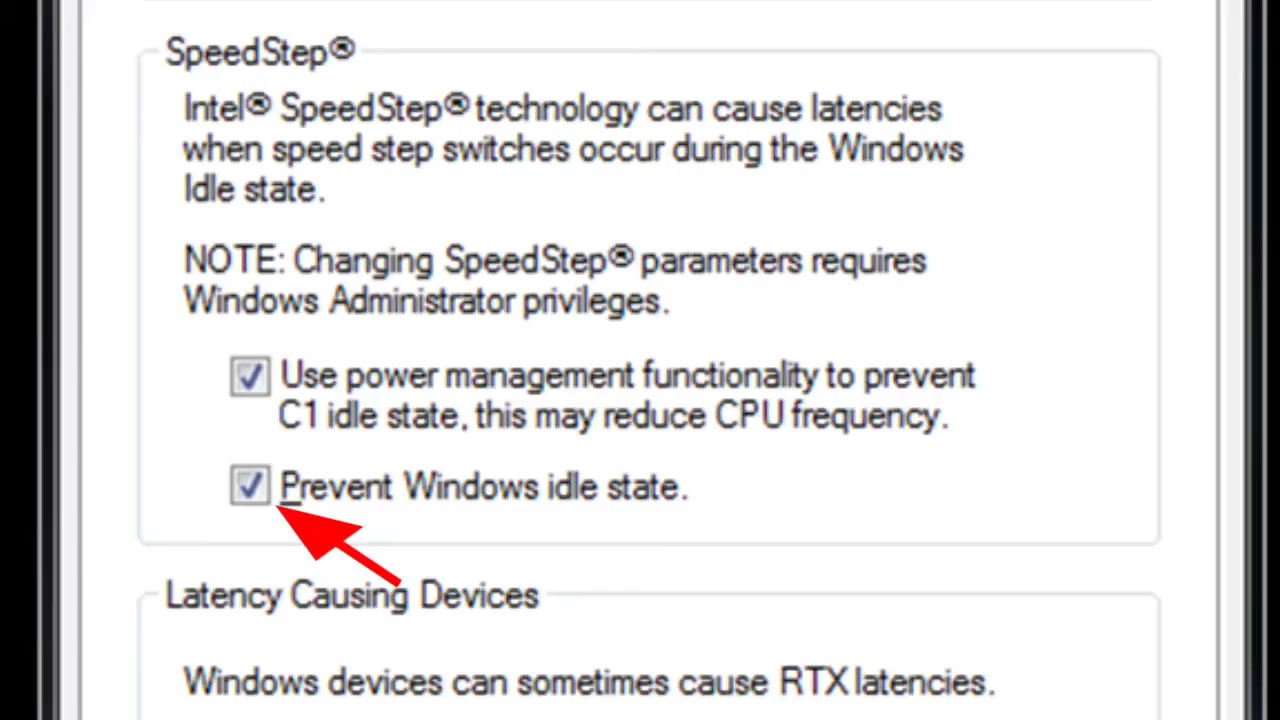 SpeedStep®
Intel® SpeedStep® technology can cause latencies
when speed step switches occur during the Windows
Idle state.
NOTE: Changing SpeedStep® parameters requires
Windows Administrator privileges.
Use power management functionality to prevent
C1 idle state, this may reduce CPU frequency.
Prevent Windows idle state.
Latency Causing Devices
Windows devices can sometimes cause RTX latencies.